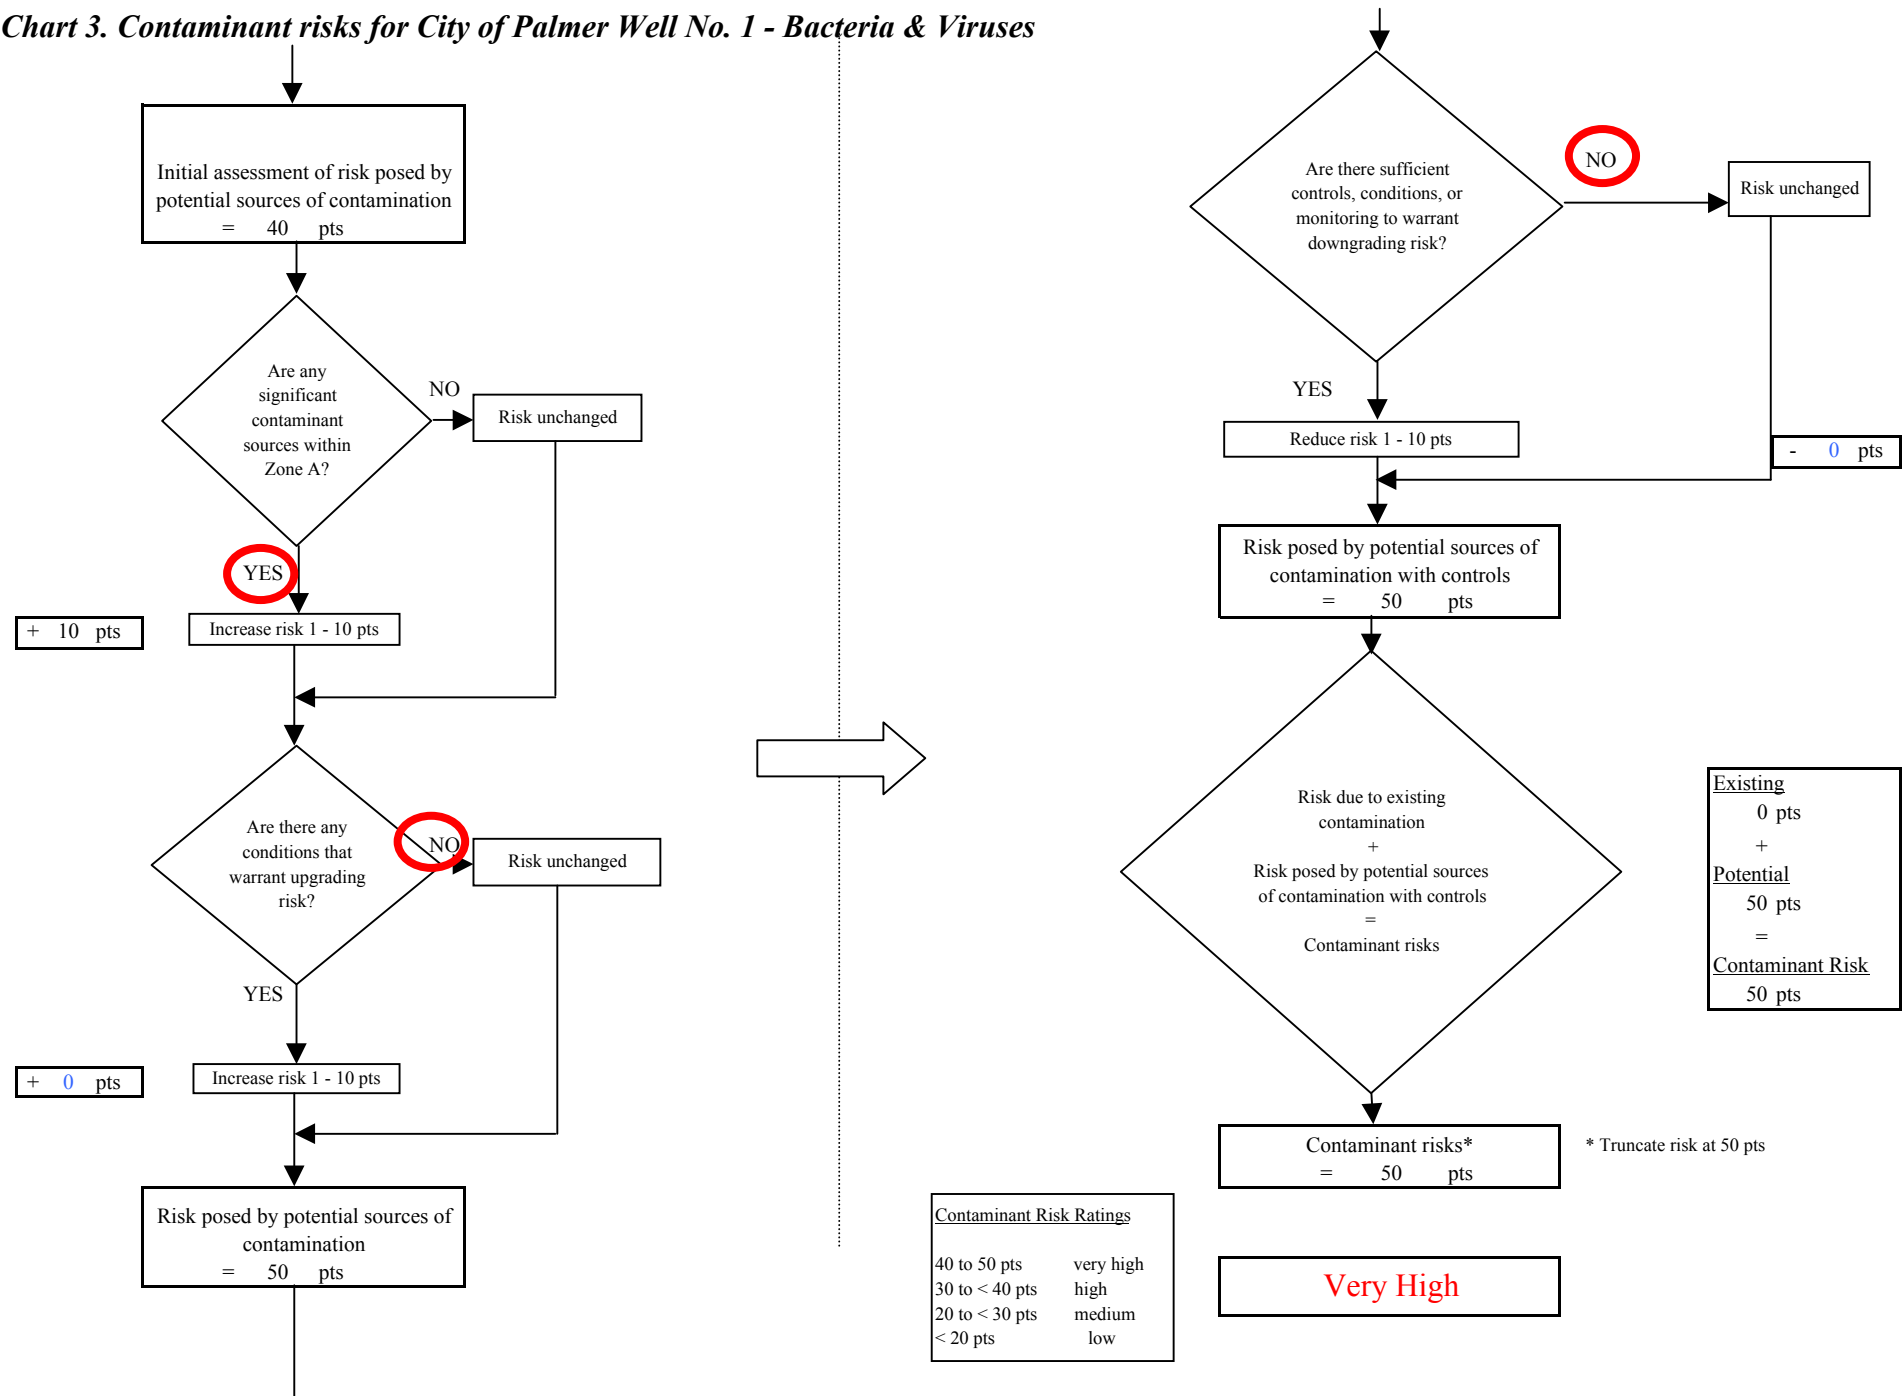 Chart 3. Contaminant risks for City of Palmer Well No. 1 - Bacteria & Viruses
Initial assessment of risk posed by
potential sources of contamination
= 40 pts
Are any
significant
contaminant
sources within
Zone A?
NO
Risk unchanged
YES
+ 10 pts
Increase risk 1 - 10 pts
Are there any
conditions that
warrant upgrading
risk?
NO
Risk unchanged
YES
+ 0 pts
Increase risk 1 - 10 pts
Risk posed by potential sources of
contamination
= 50 pts
Are there sufficient
controls, conditions, or
monitoring to warrant
downgrading risk?
NO
Risk unchanged
YES
Reduce risk 1 - 10 pts
- 0 pts
Risk posed by potential sources of
contamination with controls
= 50 pts
Risk due to existing
contamination
+
Risk posed by potential sources
of contamination with controls
=
Contaminant risks
Existing
0 pts
+
Potential
50 pts
=
Contaminant Risk
50 pts
Contaminant risks*
= 50 pts
* Truncate risk at 50 pts
Contaminant Risk Ratings
40 to 50 pts very high
30 to < 40 pts high
20 to < 30 pts medium
< 20 pts low
Very High